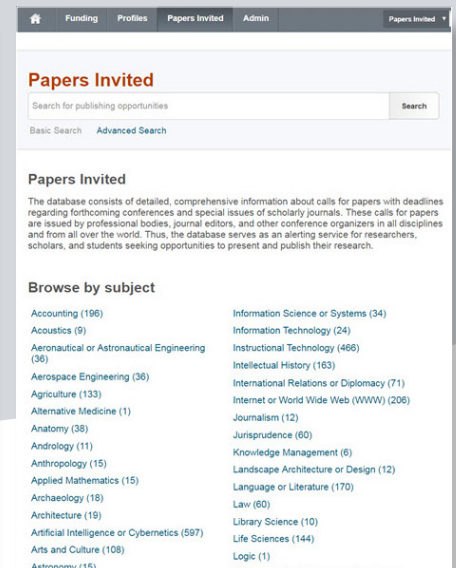 Funding Profiles Papers Invited Admin Papers Invited
Papers Invited
Search for publishing opportunities Search
Basic Search Advanced Search
Papers Invited
The database consists of detailed, comprehensive information about calls for papers with deadlines
regarding forthcoming conferences and special issues of scholarly journals. These calls for papers
are issued by professional bodies, journal editors, and other conference organizers in all disciplines
and from all over the world. Thus, the database serves as an alerting service for researchers,
scholars, and students seeking opportunities to present and publish their research.
Browse by subject
Accounting (196)
Acoustics (9)
Aeronautical or Astronautical Engineering
(36)
Aerospace Engineering (36)
Agriculture (133)
Alternative Medicine (1)
Anatomy (38)
Andrology (11)
Anthropology (15)
Applied Mathematics (15)
Archaeology (18)
Architecture (19)
Artificial Intelligence or Cybernetics (597)
Arts and Culture (108)
Astronomy (15)
Information Science or Systems (34)
Information Technology (24)
Instructional Technology (466)
Intellectual History (163)
International Relations or Diplomacy (71)
Internet or World Wide Web (WWW) (206)
Journalism (12)
Jurisprudence (60)
Knowledge Management (6)
Landscape Architecture or Design (12)
Language or Literature (170)
Law (60)
Library Science (10)
Life Sciences (144)
Logic (1)